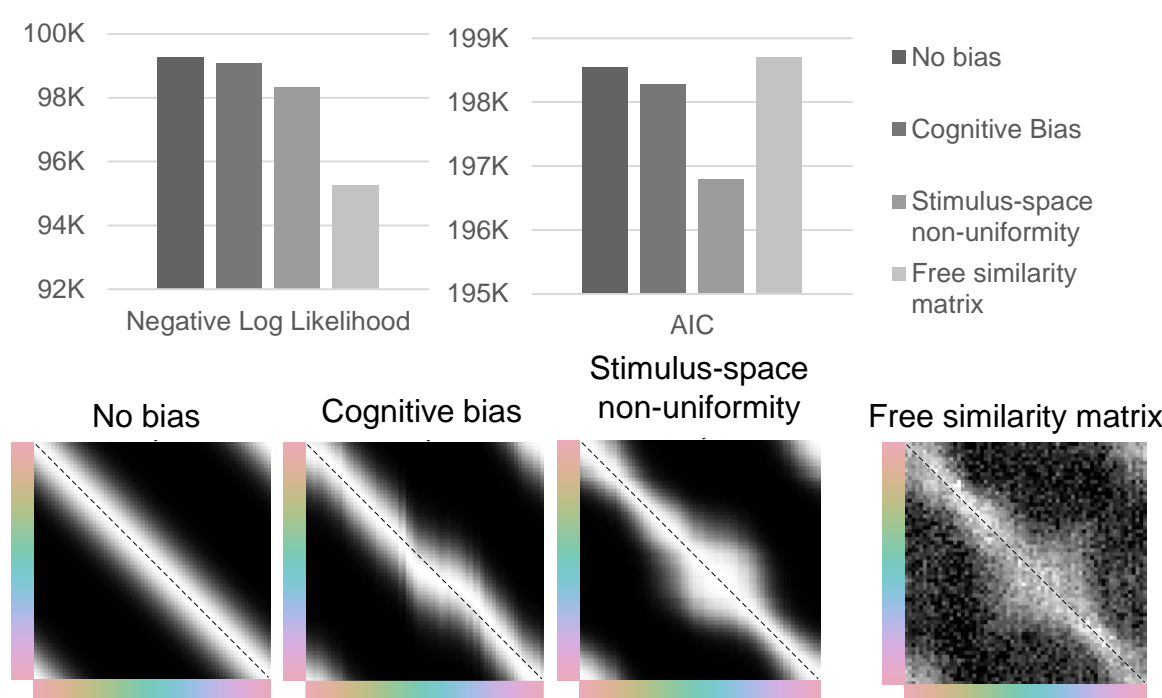 100K
98K
96K
94K
92K
Negative Log Likelihood
199K
198K
197K
196K
195K
AIC
No bias
Cognitive Bias
Stimulus-space
non-uniformity
Free similarity
matrix
No bias
Cognitive bias
Stimulus-space
non-uniformity
Free similarity matrix